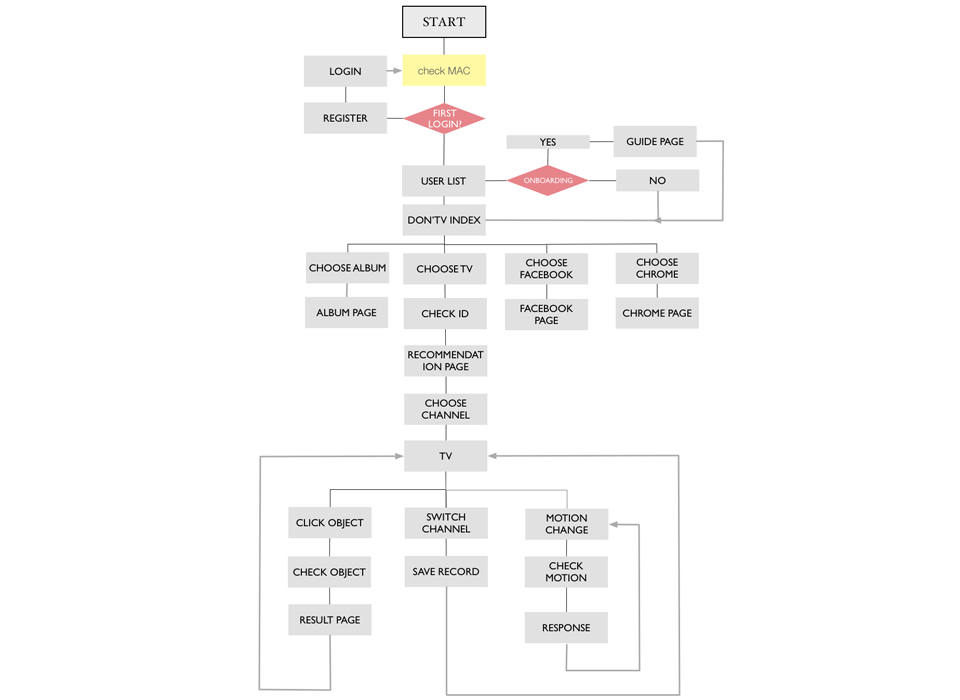 START
LOGIN
check MAC
REGISTER
FIRST
LOGIN?
YES
GUIDE PAGE
USER LIST
ONBOARDING
NO
DON'TV INDEX
CHOOSE ALBUM
CHOOSE TV
CHOOSE
FACEBOOK
CHOOSE
CHROME
ALBUM PAGE
CHECK ID
FACEBOOK
PAGE
CHROME PAGE
RECOMMENDAT
ION PAGE
CHOOSE
CHANNEL
TV
CLICK OBJECT
SWITCH
CHANNEL
MOTION
CHANGE
CHECK OBJECT
SAVE RECORD
CHECK
MOTION
RESULT PAGE
RESPONSE